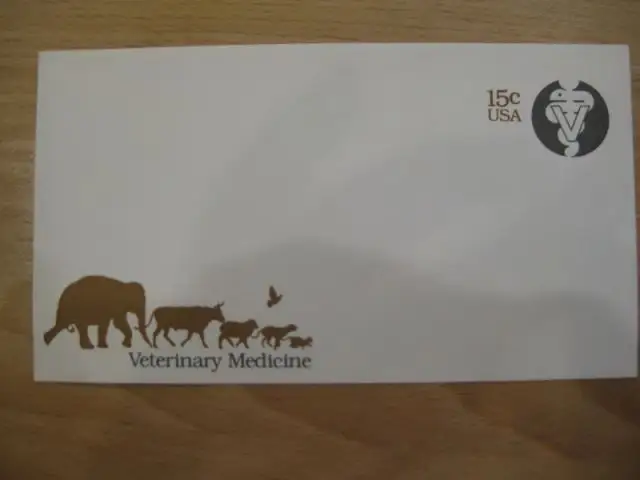 15c
USA
V
Veterinary Medicine